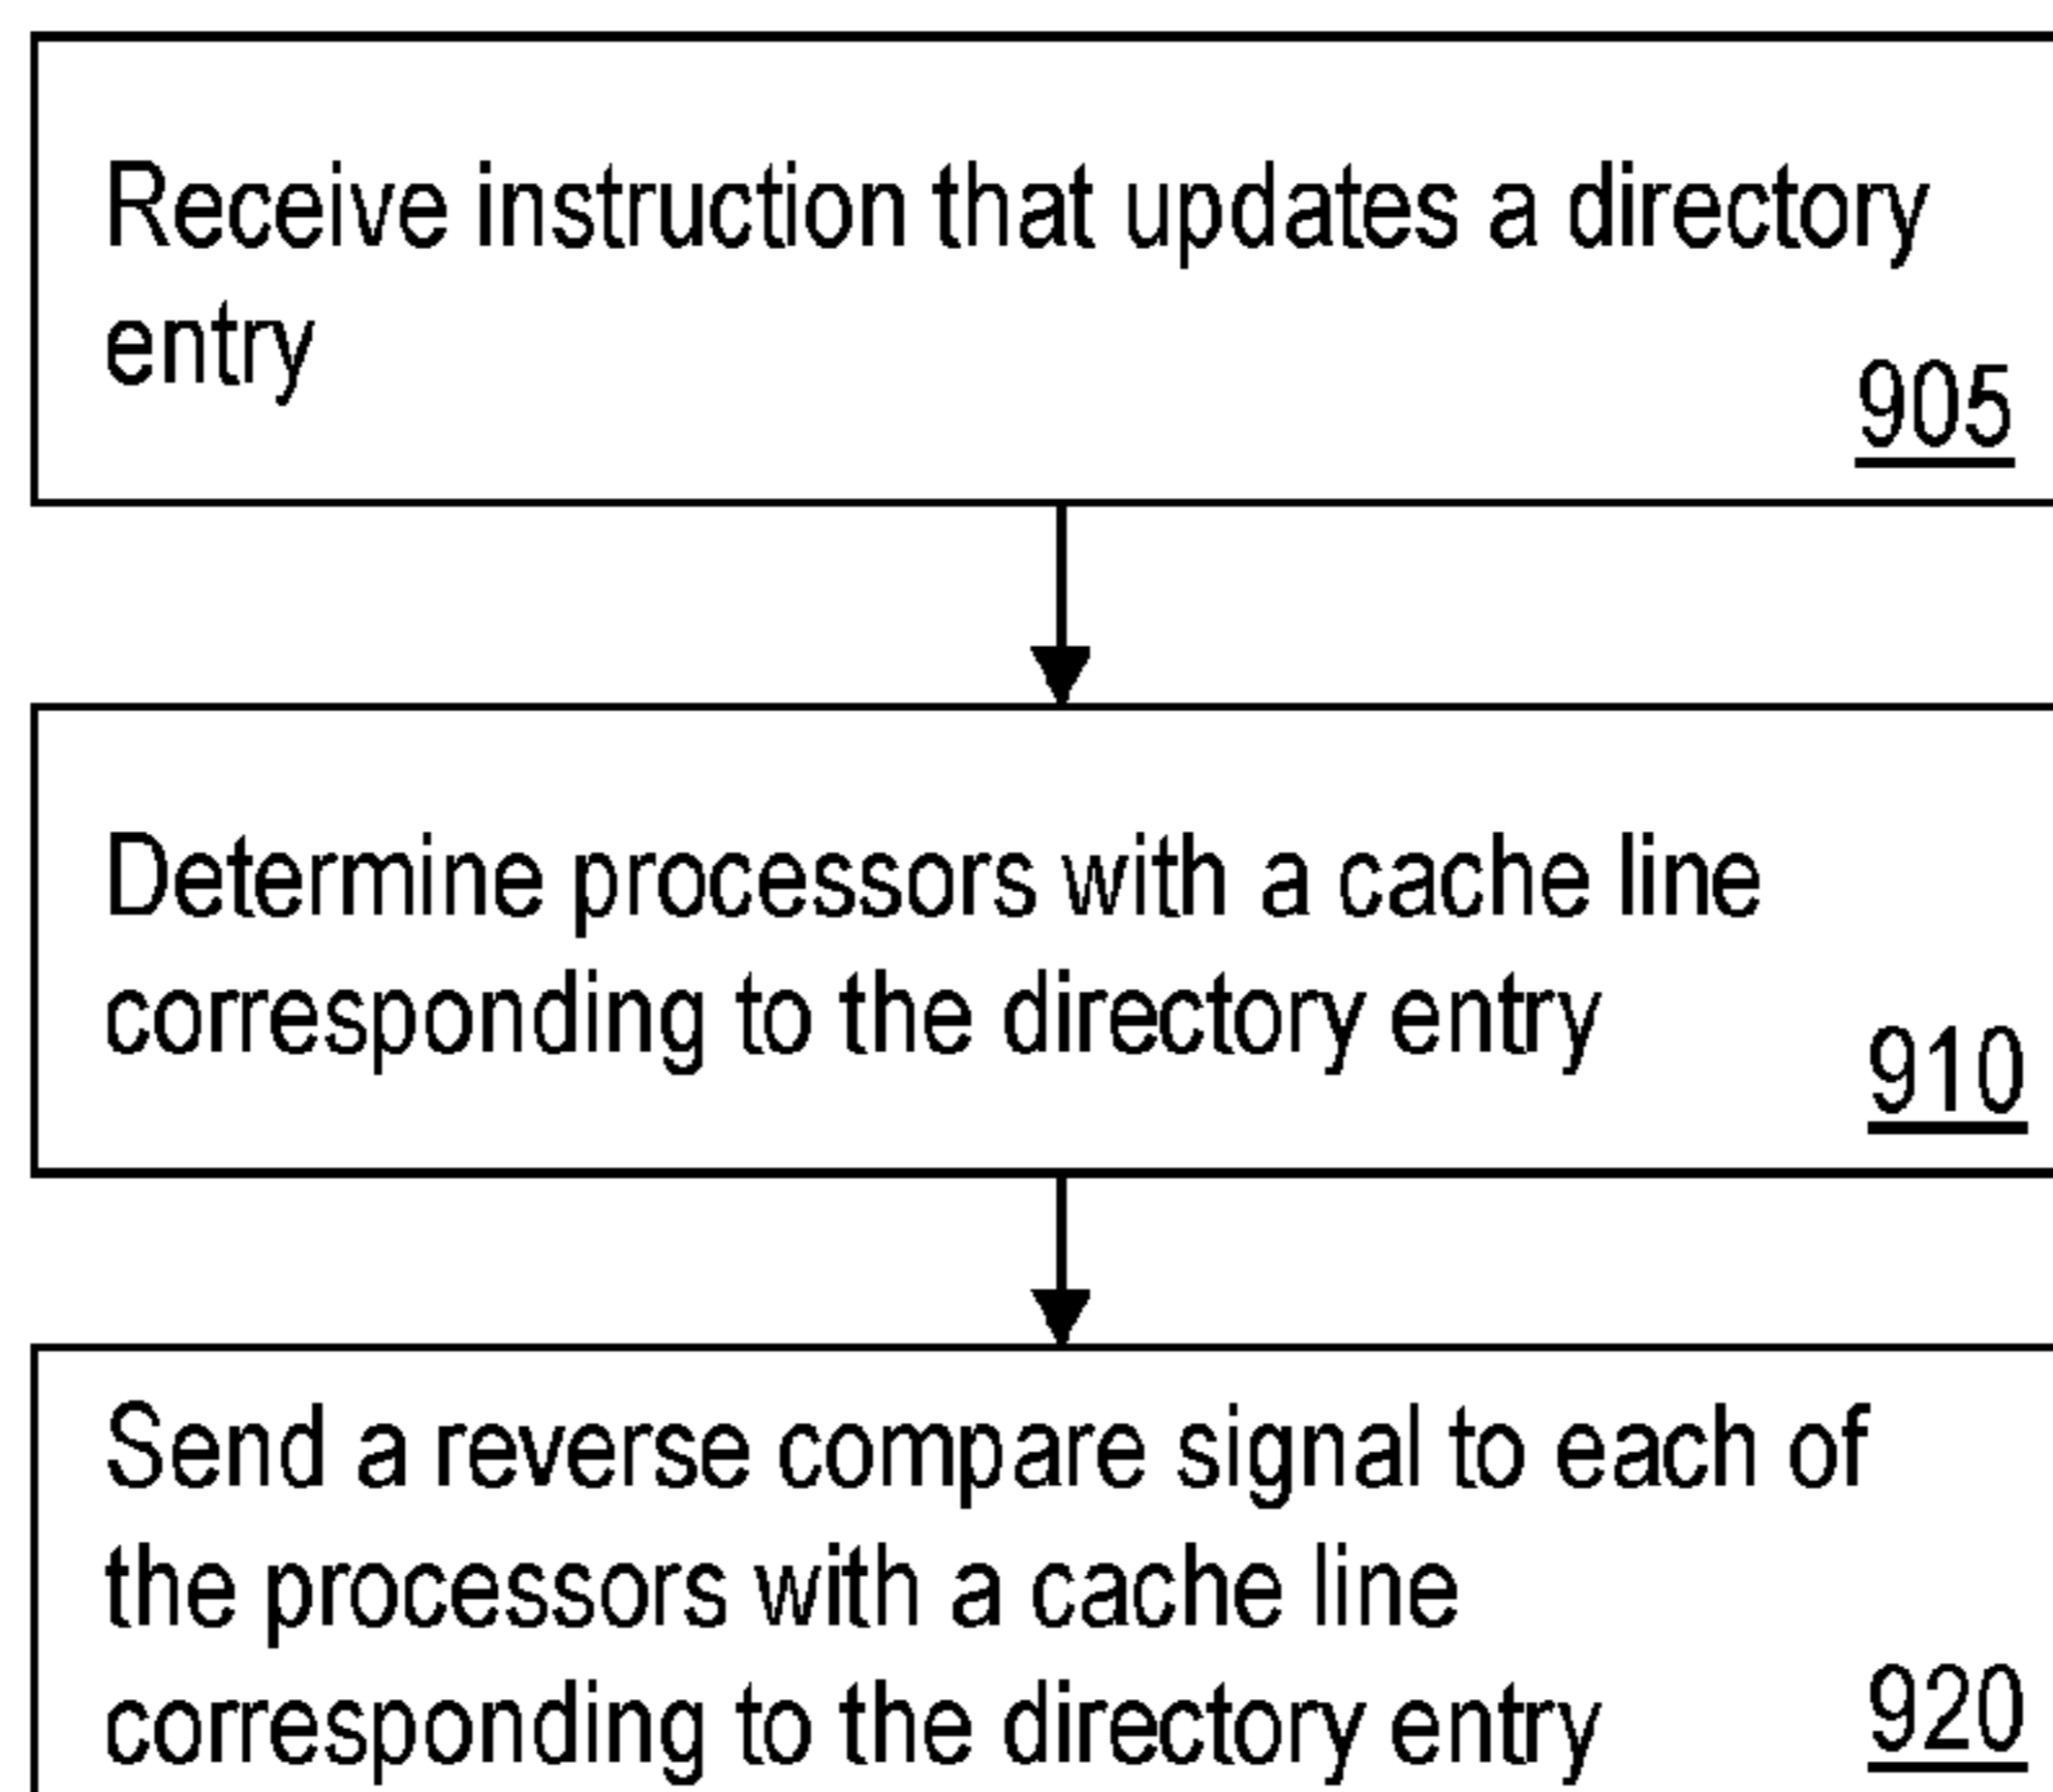 Receive instruction that updates a directory
entry
905
Determine processors with a cache line
corresponding to the directory entry
910
Send a reverse compare signal to each of
the processors with a cache line
corresponding to the directory entry
920